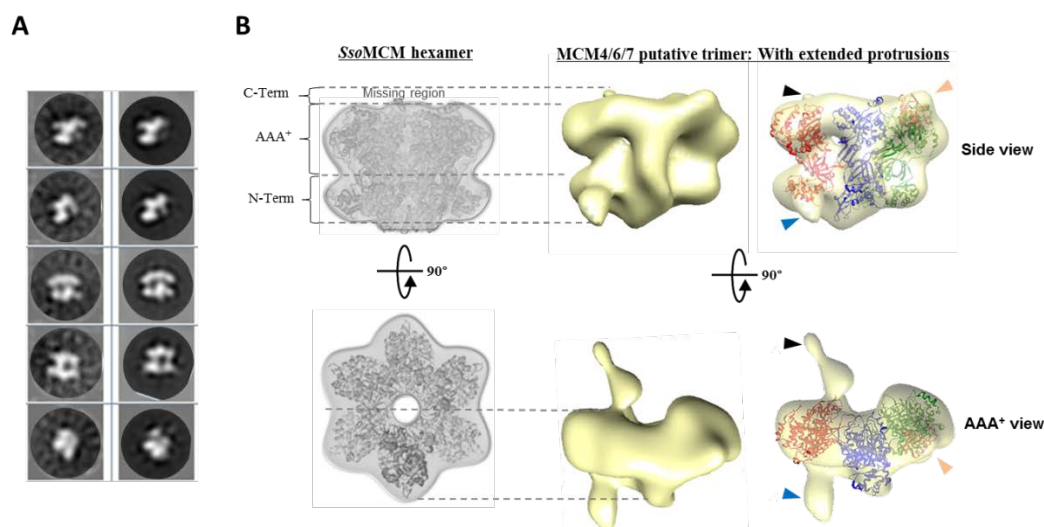 A
B
SsoMCM hexamer
MCM4/6/7 putative trimer: With extended protrusions
C-Term
Missing region
AAA⁺
N-Term
Side view
90°
90°
AAA⁺ view